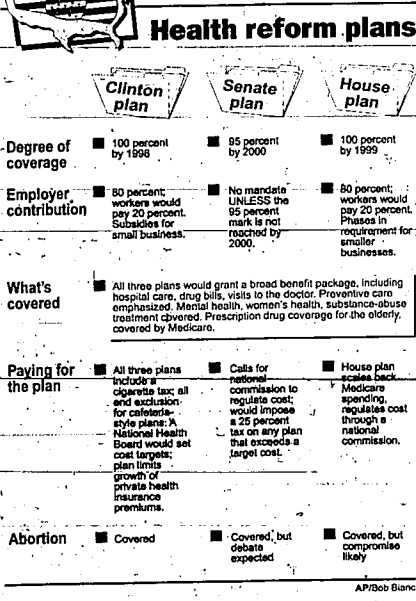 Health reform plans
Clinton plan
Senate plan
House plan
Degree of coverage
100 percent
by 1998
95 percent
by 2000
100 percent
by 1999
Employer contribution
80 percent;
workers would
pay 20 percent.
Subsidies for
small business.
No mandate
UNLESS the
95 percent
mark is not
reached by
2000.
80 percent;
workers would
pay 20 percent.
Phases in
requirement for
smaller
businesses.
What's covered
All three plans would grant a broad benefit package, including
hospital care, drug bills, visits to the doctor. Preventive care
emphasized. Mental health, women's health, substance-abuse
treatment covered. Prescription drug coverage for the elderly,
covered by Medicare.
Paying for the plan
All three plans
include a
cigarette tax; all
end exclusion
for cafeteria-
style plans: A
National Health
Board would set
cost targets;
plan limits
growth of
private health
insurance
premiums.
Calls for
national
commission to
regulate cost;
would impose
a 25 percent
tax on any plan
that exceeds a
target cost.
House plan
scales back
Medicare
spending,
regulates cost
through a
national
commission.
Abortion
Covered
Covered, but
debate
expected
Covered, but
compromise
likely
AP/Bob Bianc